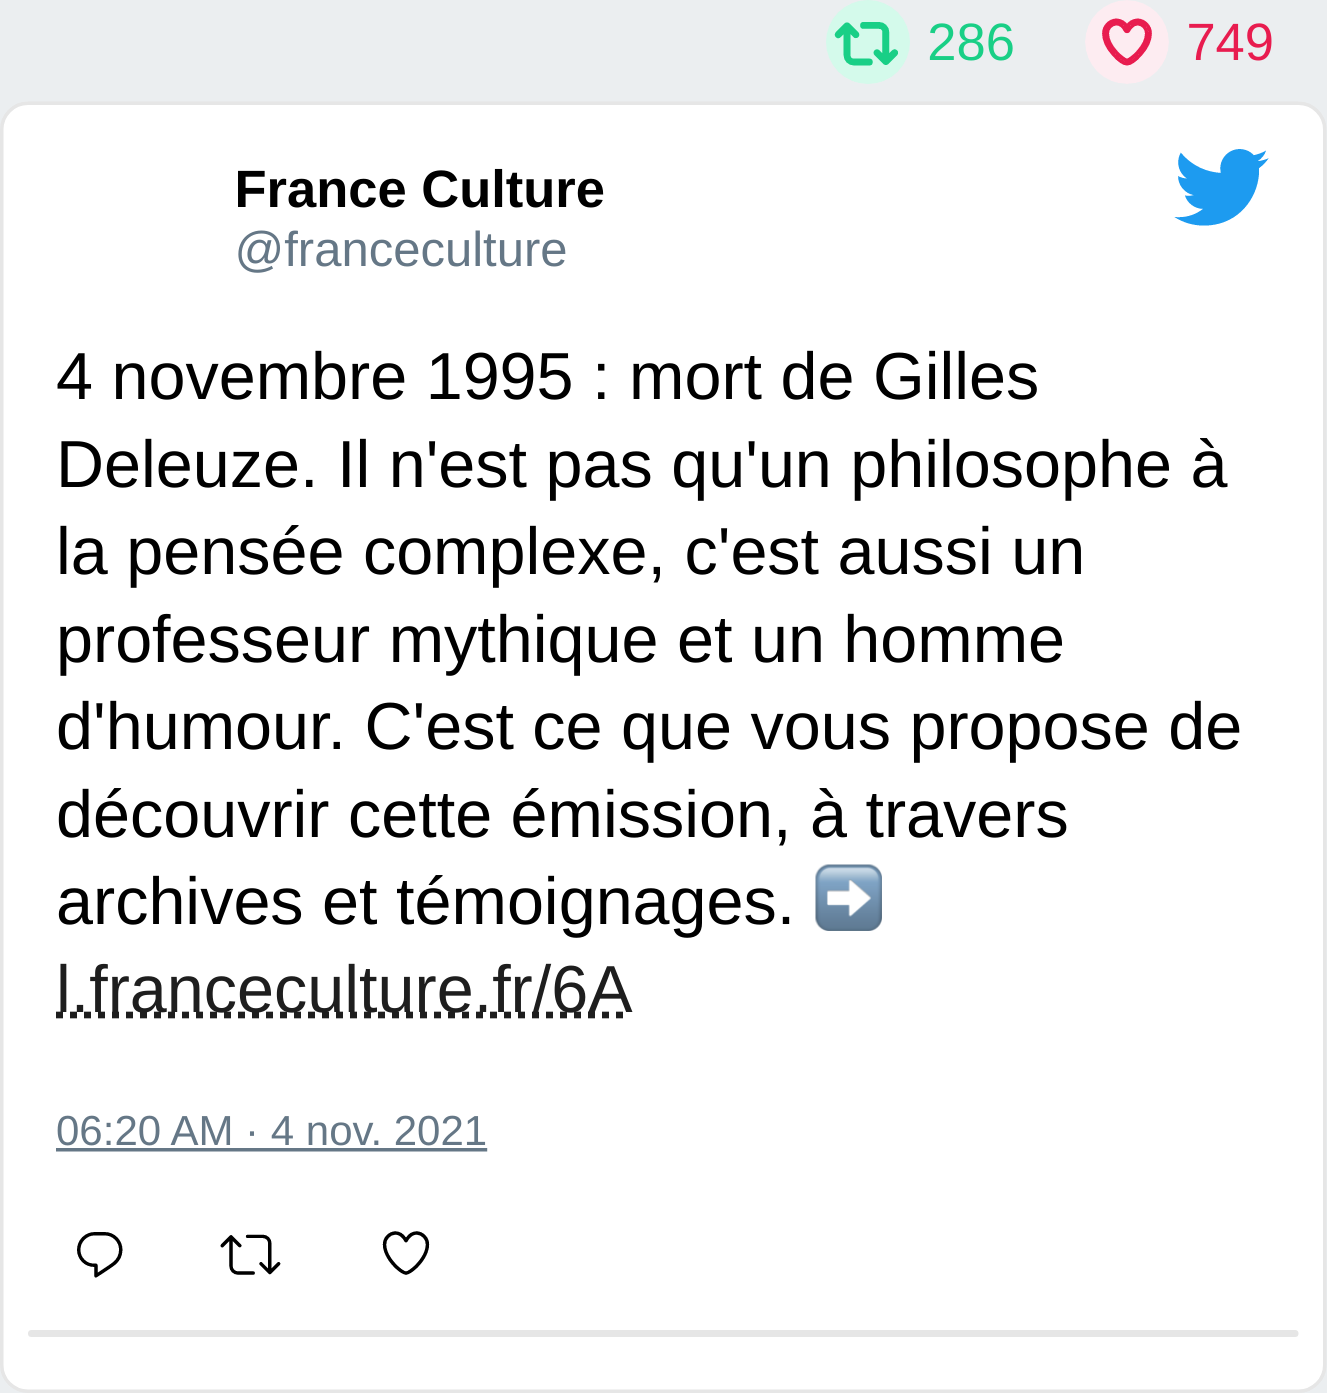 286 749
France Culture
@franceculture
4 novembre 1995 : mort de Gilles
Deleuze. Il n'est pas qu'un philosophe à
la pensée complexe, c'est aussi un
professeur mythique et un homme
d'humour. C'est ce que vous propose de
découvrir cette émission, à travers
archives et témoignages. ➡️
l.franceculture.fr/6A
06:20 AM · 4 nov. 2021